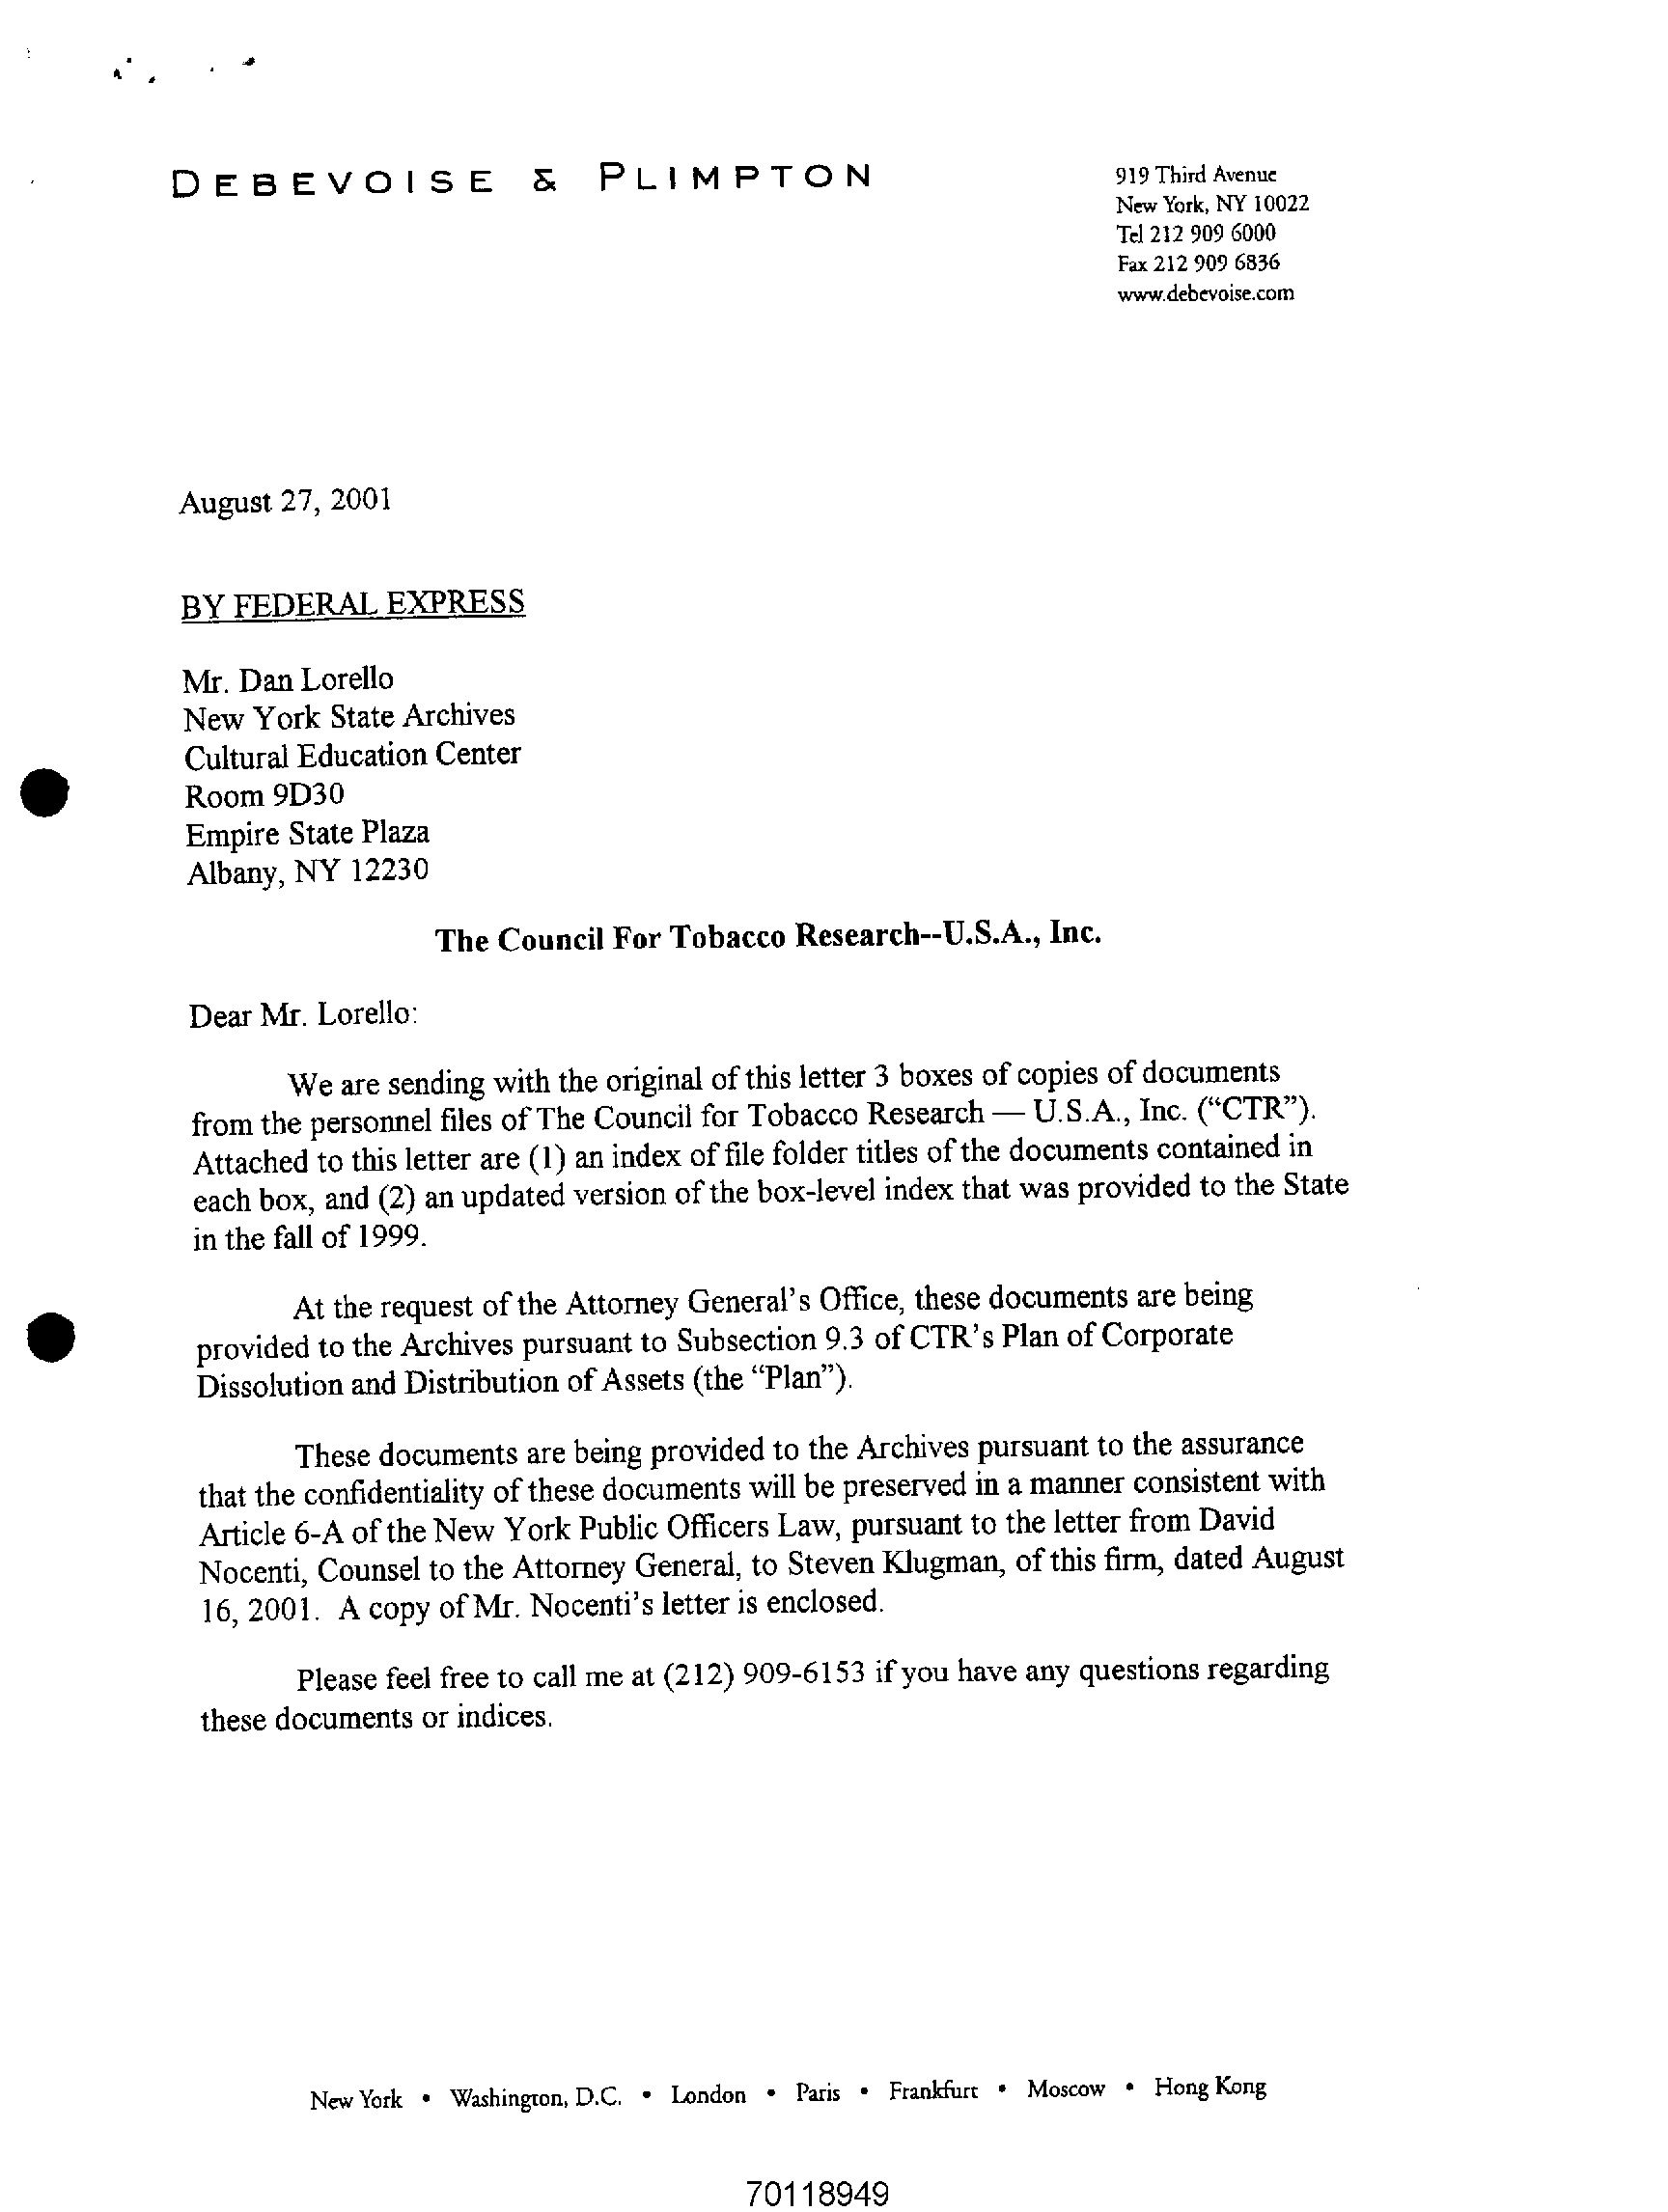 DEBEVOISE & PLIMPTON
919 Third Avenue
New York, NY 10022
Tel 212 909 6000
Fax 212 909 6836
www.debevoise.com
August 27, 2001
BY FEDERAL EXPRESS
Mr. Dan Lorello
New York State Archives
Cultural Education Center
Room 9D30
Empire State Plaza
Albany, NY 12230
The Council For Tobacco Research--U.S.A., Inc.
Dear Mr. Lorello:
We are sending with the original of this letter 3 boxes of copies of documents
from the personnel files of The Council for Tobacco Research — U.S.A., Inc. (“CTR”).
Attached to this letter are (1) an index of file folder titles of the documents contained in
each box, and (2) an updated version of the box-level index that was provided to the State
in the fall of 1999.
At the request of the Attorney General’s Office, these documents are being
provided to the Archives pursuant to Subsection 9.3 of CTR’s Plan of Corporate
Dissolution and Distribution of Assets (the “Plan”).
These documents are being provided to the Archives pursuant to the assurance
that the confidentiality of these documents will be preserved in a manner consistent with
Article 6-A of the New York Public Officers Law, pursuant to the letter from David
Nocenti, Counsel to the Attorney General, to Steven Klugman, of this firm, dated August
16, 2001. A copy of Mr. Nocenti’s letter is enclosed.
Please feel free to call me at (212) 909-6153 if you have any questions regarding
these documents or indices.
New York • Washington, D.C. • London • Paris • Frankfurt • Moscow • Hong Kong
70118949